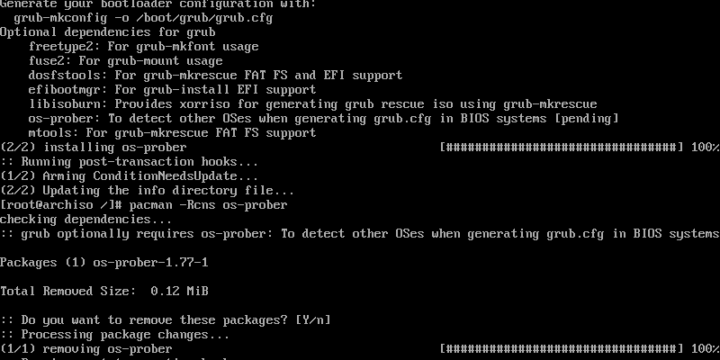 Generate your bootloader configuration with:
  grub-mkconfig -o /boot/grub/grub.cfg
Optional dependencies for grub
    freetype2: For grub-mkfont usage
    fuse2: For grub-mount usage
    dosfstools: For grub-mkrescue FAT FS and EFI support
    efibootmgr: For grub-install EFI support
    libisoburn: Provides xorriso for generating grub rescue iso using grub-mkrescue
    os-prober: To detect other OSes when generating grub.cfg in BIOS systems [pending]
    mtools: For grub-mkrescue FAT FS support
(2/2) installing os-prober [################################] 100%
:: Running post-transaction hooks...
(1/2) Arming ConditionNeedsUpdate...
(2/2) Updating the info directory file...
[root@archiso /]# pacman -Rcns os-prober
checking dependencies...
:: grub optionally requires os-prober: To detect other OSes when generating grub.cfg in BIOS systems

Packages (1) os-prober-1.77-1

Total Removed Size:  0.12 MiB

:: Do you want to remove these packages? [Y/n]
:: Processing package changes...
(1/1) removing os-prober [################################] 100%